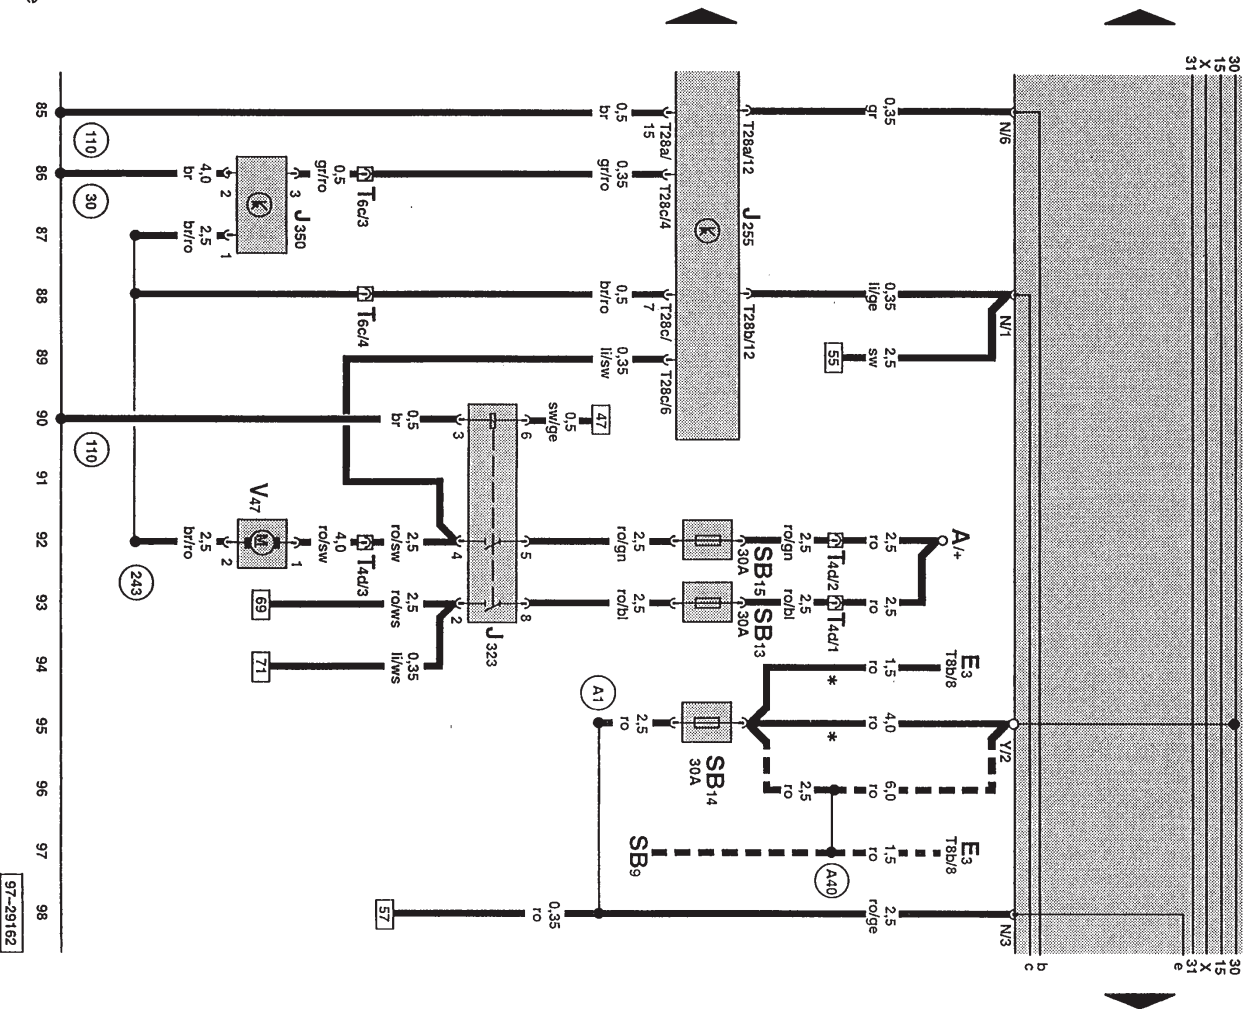 30
15
X
31
N/6
N/1
Y/2
N/3
30
15
X
31
e
b
c
0,35
gr
0,35
li/ge
2,5
sw
55
T28a/12
J255
T28b/12
T28a/
15
T28c/4
T28c/
7
T28c/6
0,5
br
0,35
gr/ro
0,5
br/ro
0,35
li/sw
47
0,5
sw/ge
A/+
2,5
ro
2,5
ro
T4d/2
T4d/1
2,5
ro/gn
2,5
ro/bl
SB15
30A
SB13
30A
2,5
ro/gn
2,5
ro/bl
E3
T8b/8
1,5
ro
*
4,0
ro
*
6,0
ro
2,5
ro
E3
T8b/8
1,5
ro
A40
SB9
2,5
ro/ge
SB14
30A
2,5
ro
A1
0,35
ro
57
6
3
5
4
8
2
J323
0,5
br
T6c/3
0,5
gr/ro
T6c/4
2,5
ro/sw
T4d/3
4,0
ro/sw
2,5
ro/ws
0,35
li/ws
69
71
J350
k
k
3
2
1
4,0
br
2,5
br/ro
V47
M
1
2
2,5
br/ro
243
110
30
110
85
86
87
88
89
90
91
92
93
94
95
96
97
98
97-29162